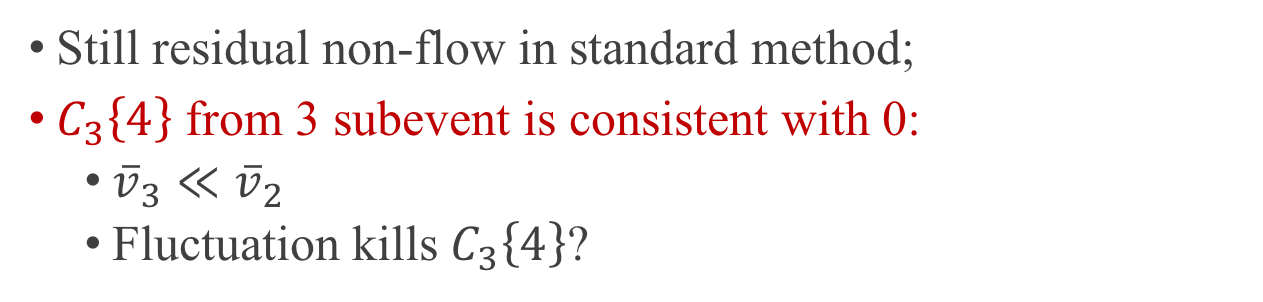 • Still residual non-flow in standard method;
• C₃{4} from 3 subevent is consistent with 0:
• v̄₃ ≪ v̄₂
• Fluctuation kills C₃{4}?